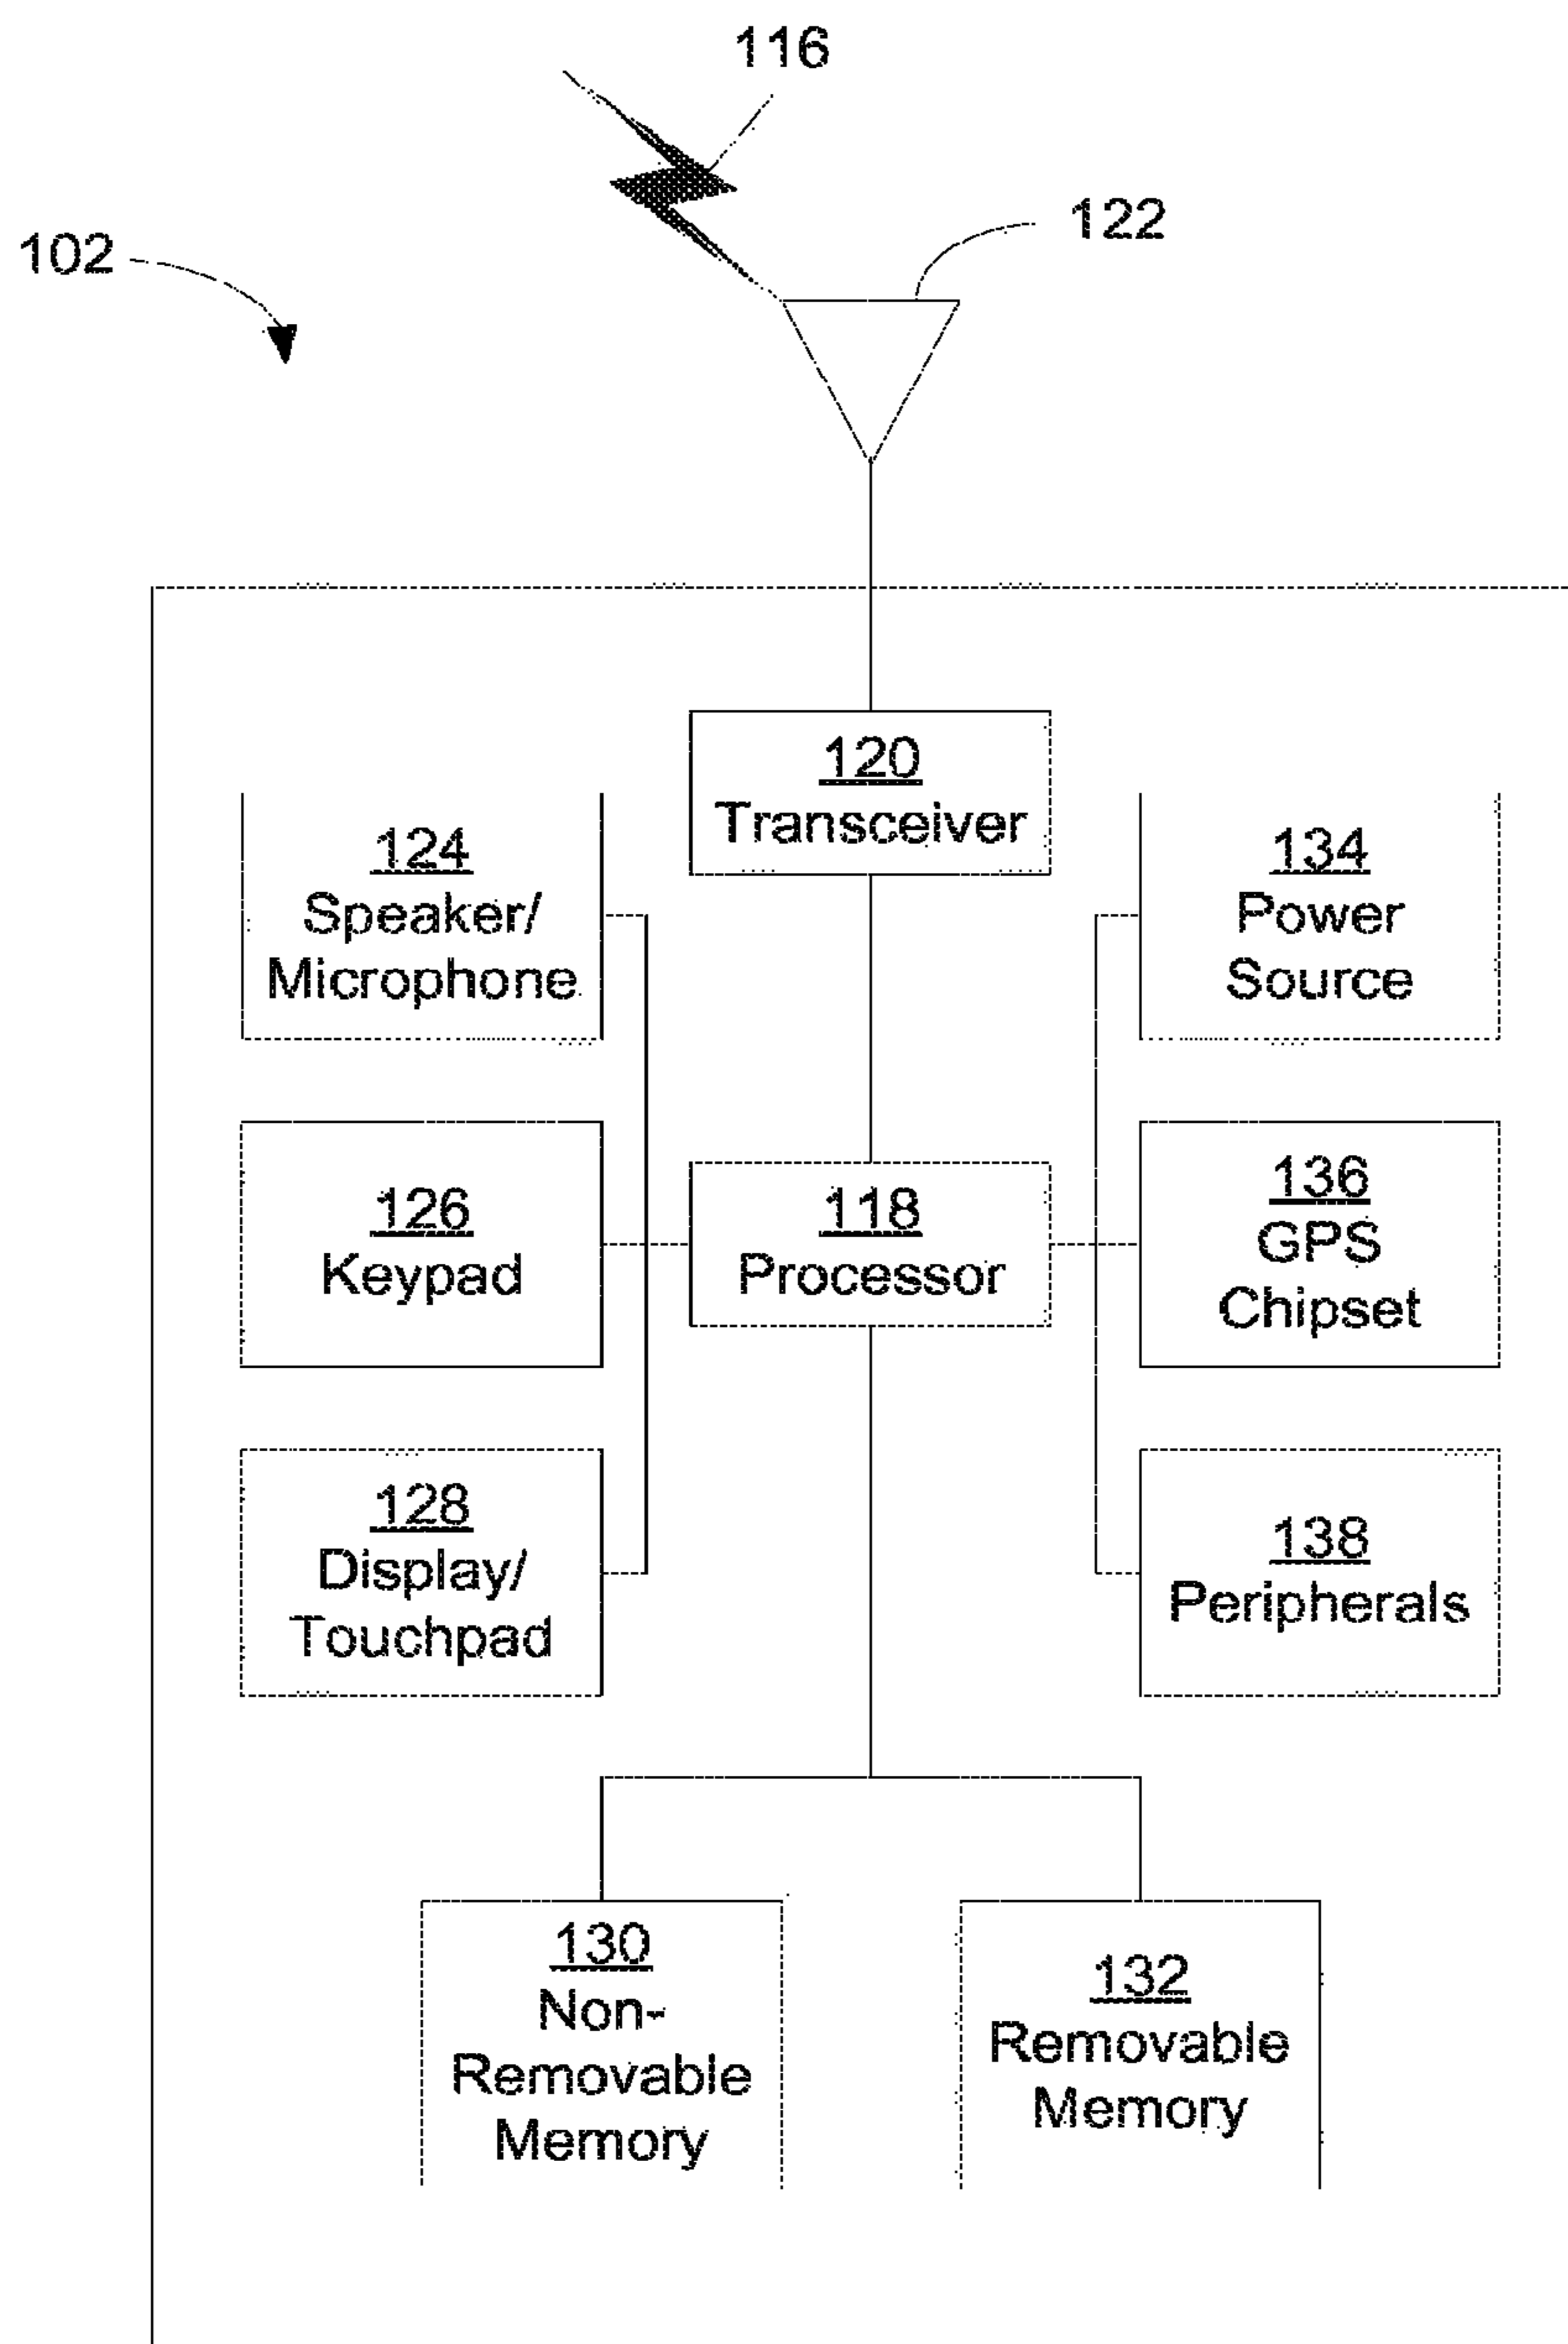 116
122
102
120
Transceiver
124
Speaker/
Microphone
134
Power
Source
126
Keypad
118
Processor
136
GPS
Chipset
128
Display/
Touchpad
138
Peripherals
130
Non-
Removable
Memory
132
Removable
Memory